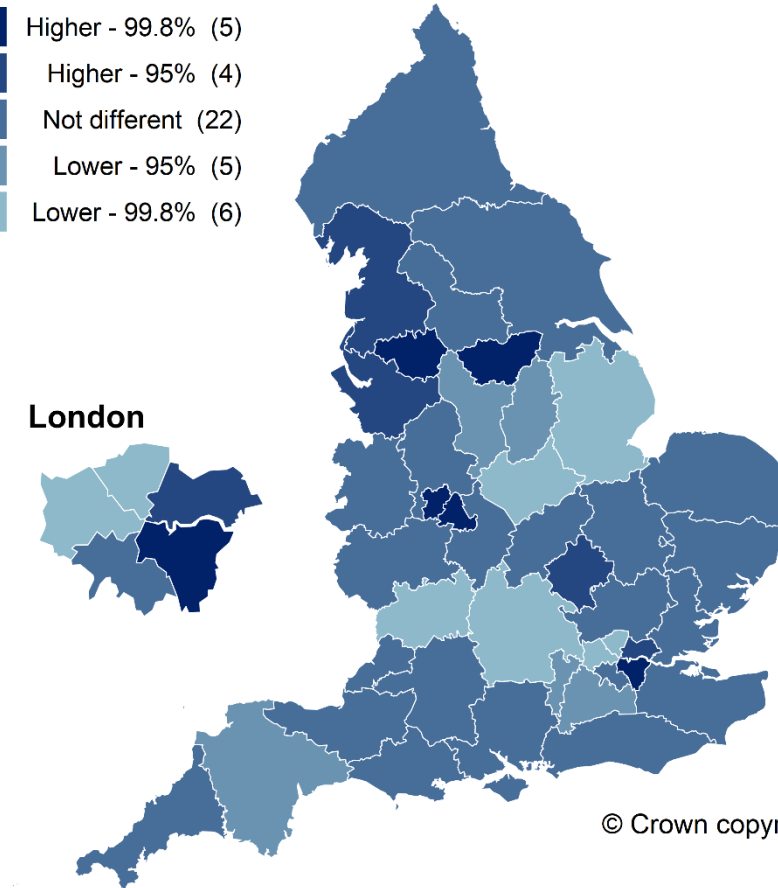 Higher - 99.8% (5)
Higher - 95% (4)
Not different (22)
Lower - 95% (5)
Lower - 99.8% (6)
London
© Crown copyr